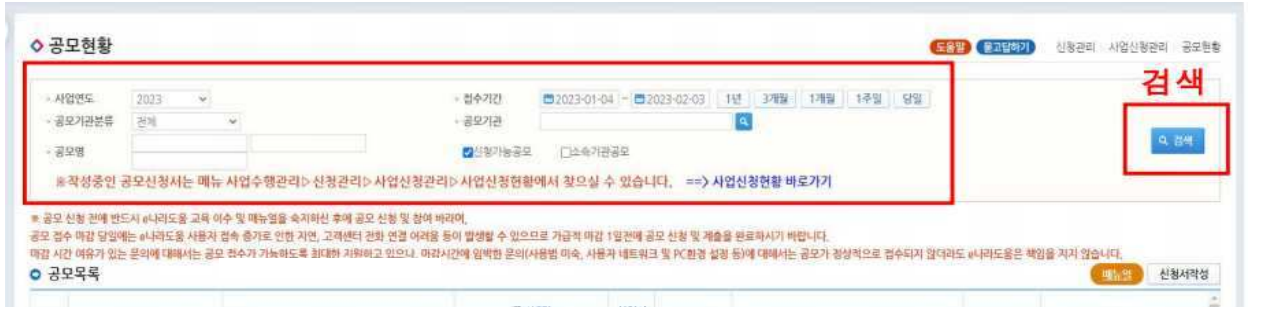 공모현황
도움말 묻고답하기 신청관리 사업신청관리 공모현황
검색
사업연도 2023 접수기간 2023-01-04 ~ 2023-02-03 1년 3개월 1개월 1주일 당일
공모기관분류 전체 공모기관
검색
공모명 신청가능공모 소속기관공모
※작성중인 공모신청서는 메뉴 사업수행관리▷신청관리▷사업신청관리▷사업신청현황에서 찾으실 수 있습니다. ==> 사업신청현황 바로가기
※ 공모 신청 전에 반드시 e나라도움 교육 이수 및 매뉴얼을 숙지하신 후에 공모 신청 및 참여 바라며,
공모 접수 마감 당일에는 e나라도움 사용자 접속 증가로 인한 지연, 고객센터 전화 연결 어려움 등이 발생할 수 있으므로 가급적 마감 1일전에 공모 신청 및 제출을 완료하시기 바랍니다.
마감 시간 여유가 있는 문의에 대해서는 공모 접수가 가능하도록 최대한 지원하고 있으나, 마감시간에 임박한 문의(사용법 미숙, 사용자 네트워크 및 PC환경 설정 등)에 대해서는 공모가 정상적으로 접수되지 않더라도 e나라도움은 책임을 지지 않습니다.
공모목록 매뉴얼 신청서작성